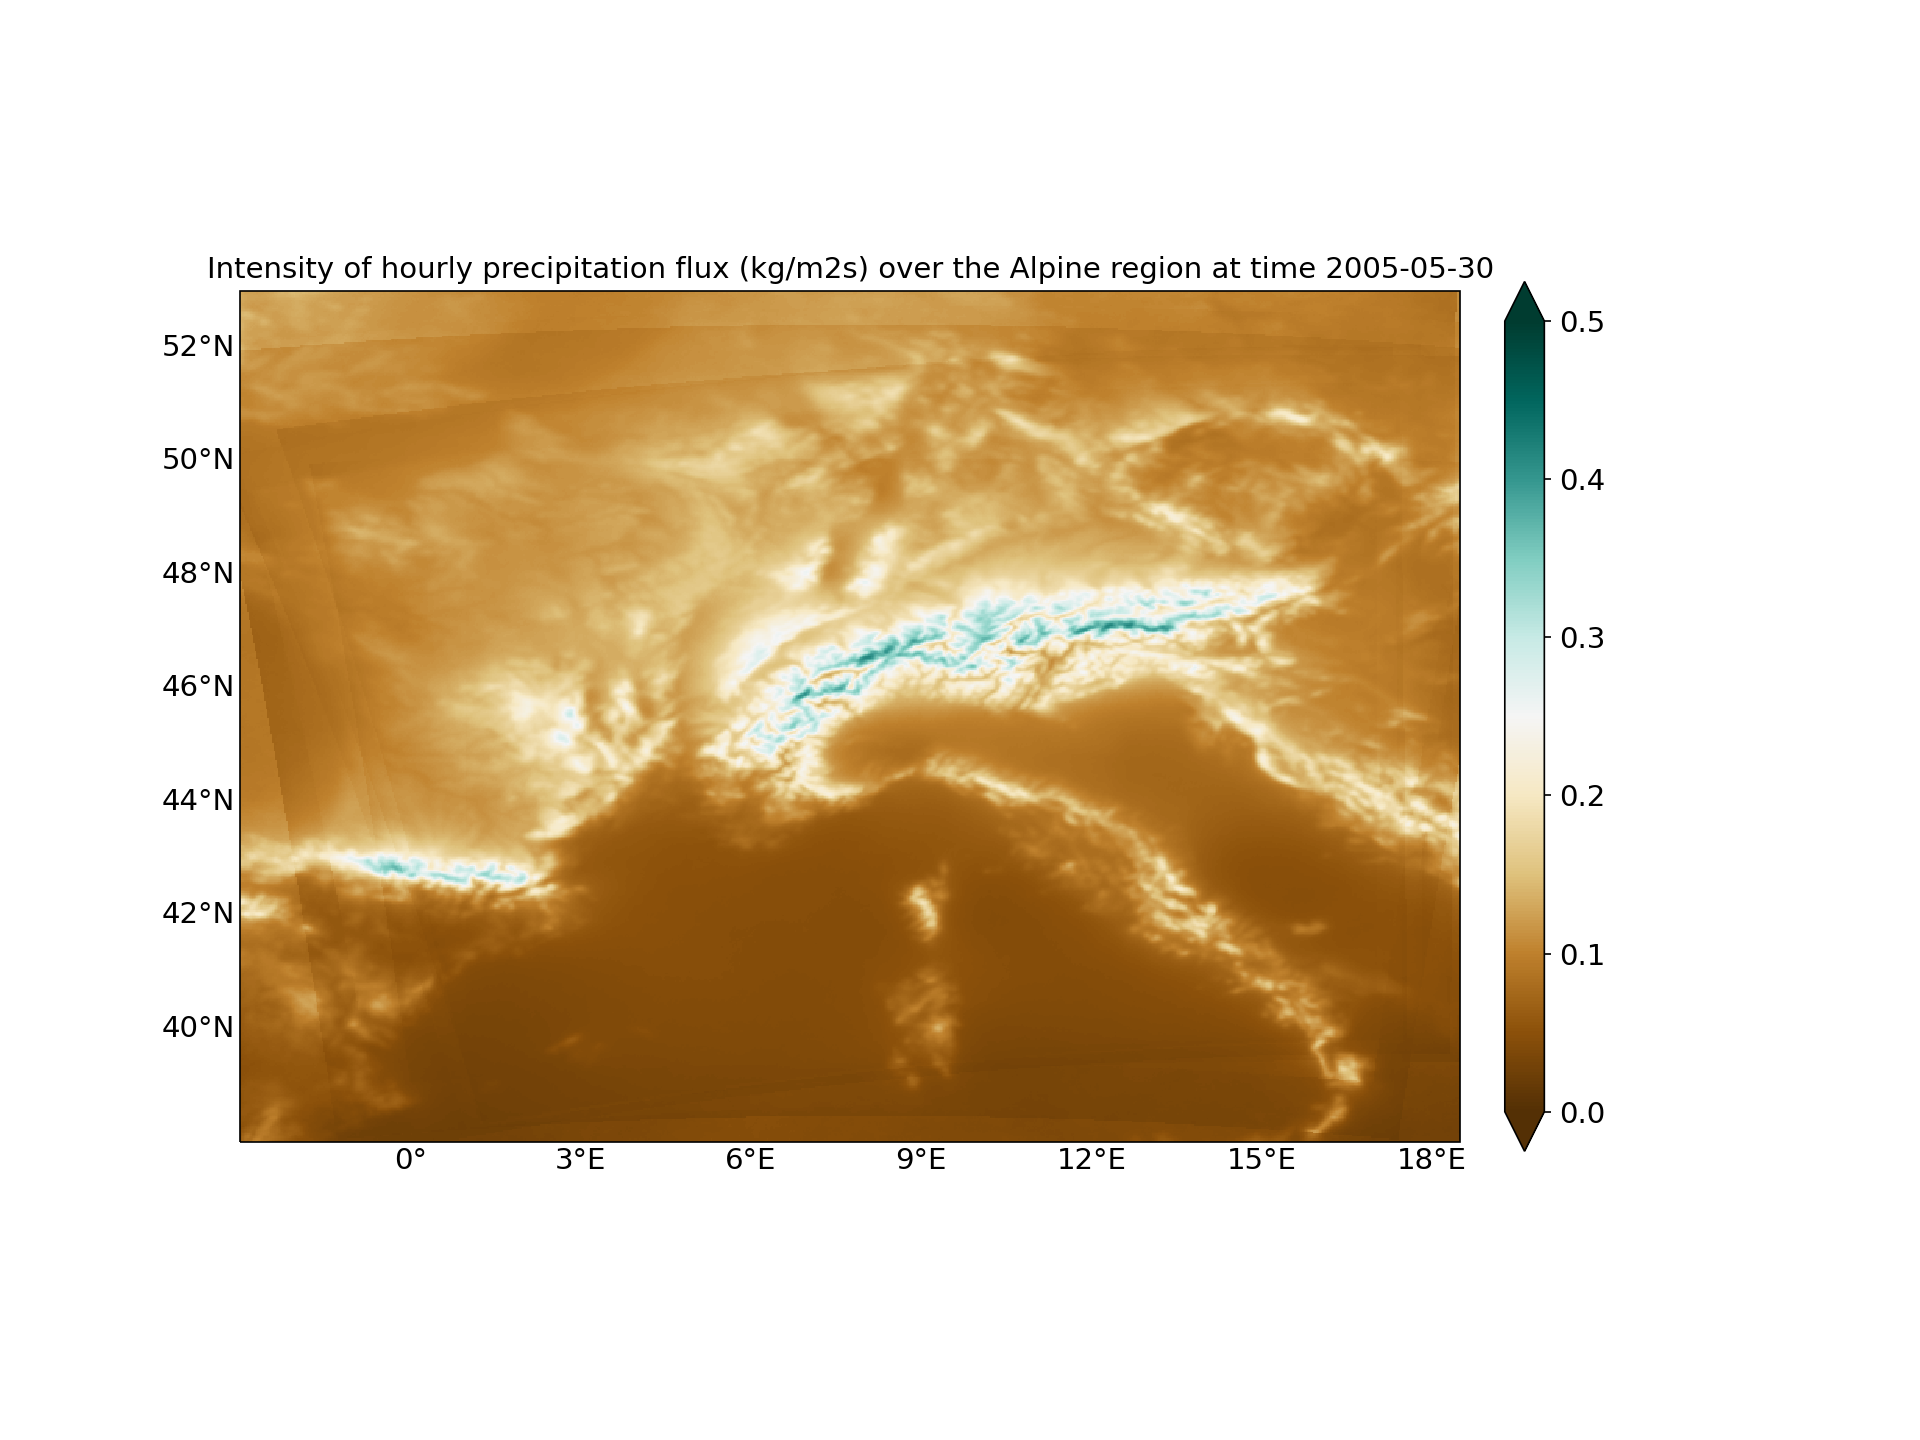 Intensity of hourly precipitation flux (kg/m2s) over the Alpine region at time 2005-05-30
52°N
50°N
48°N
46°N
44°N
42°N
40°N
0°
3°E
6°E
9°E
12°E
15°E
18°E
0.5
0.4
0.3
0.2
0.1
0.0